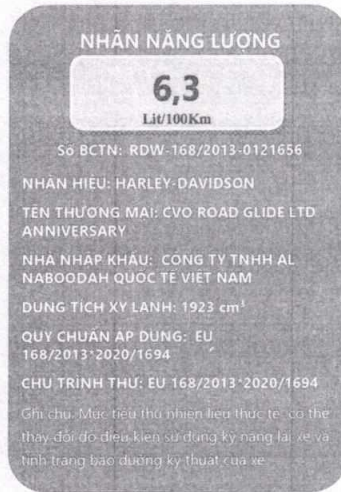 NHÃN NĂNG LƯỢNG
6,3
Lít/100Km
Số BCTN: RDW-168/2013-0121656
NHÃN HIỆU: HARLEY-DAVIDSON
TÊN THƯƠNG MẠI: CVO ROAD GLIDE LTD
ANNIVERSARY
NHÀ NHẬP KHẨU: CÔNG TY TNHH AL
NABOODAH QUỐC TẾ VIỆT NAM
DUNG TÍCH XY LANH: 1923 cm³
QUY CHUẨN ÁP DỤNG: EU
168/2013*2020/1694
CHU TRÌNH THỬ: EU 168/2013*2020/1694
Ghi chú: Mức tiêu thụ nhiên liệu thực tế có thể
thay đổi do điều kiện sử dụng kỹ năng lái xe và
tình trạng bảo dưỡng kỹ thuật của xe